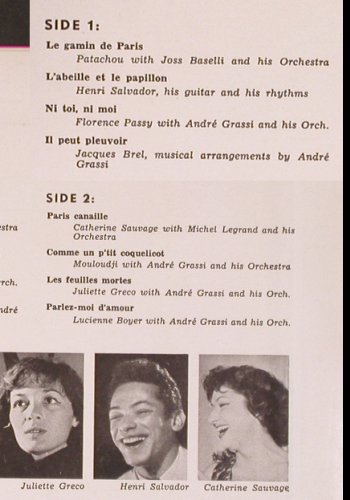 SIDE 1:
Le gamin de Paris
Patachou with Joss Baselli and his Orchestra
L'abeille et le papillon
Henri Salvador, his guitar and his rhythms
Ni toi, ni moi
Florence Passy with André Grassi and his Orch.
Il peut pleuvoir
Jacques Brel, musical arrangements by André
Grassi
SIDE 2:
Paris canaille
Catherine Sauvage with Michel Legrand and his
Orchestra
Comme un p'tit coquelicot
Mouloudji with André Grassi and his Orchestra
Les feuilles mortes
Juliette Greco with André Grassi and his Orch.
Parlez-moi d'amour
Lucienne Boyer with André Grassi and his Orch.
Juliette Greco
Henri Salvador
Catherine Sauvage